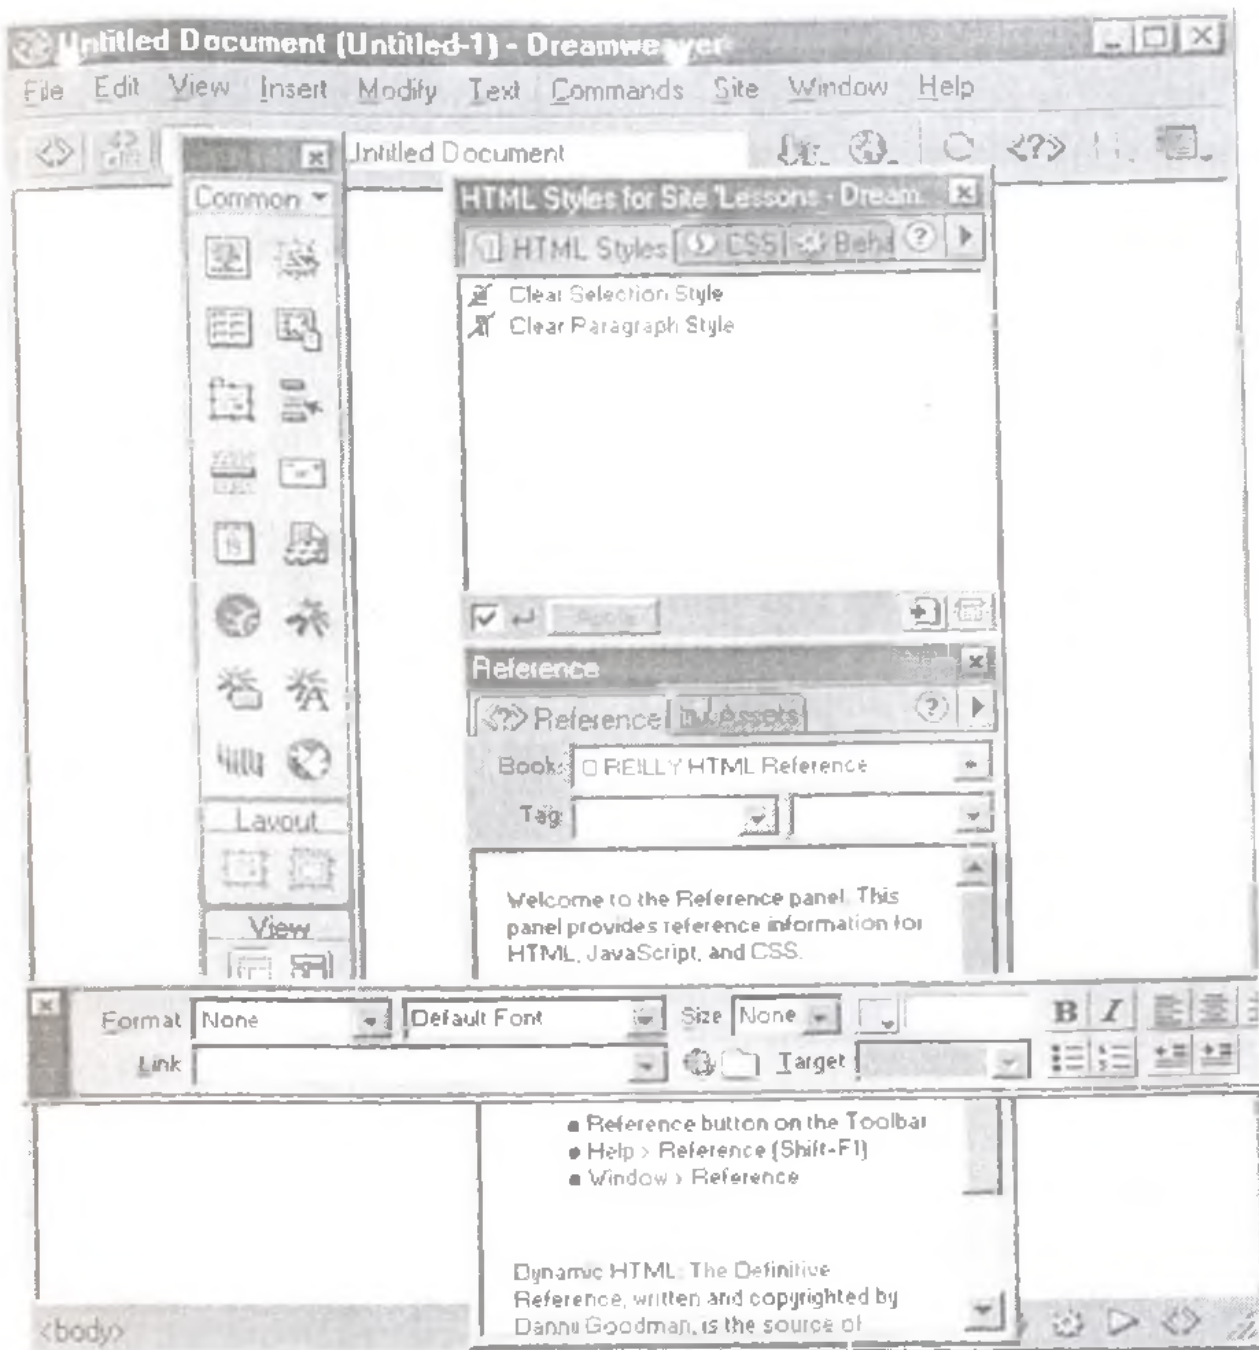 Untitled Document (Untitled-1) - Dreamweaver
File Edit View Insert Modify Text Commands Site Window Help
Untitled Document
Common
HTML Styles for Site 'Lessons - Dream.
HTML Styles CSS Beha
Clear Selection Style
Clear Paragraph Style
Apply
Reference
Reference Assets
Book: O REILLY HTML Reference
Tag
Layout
View
Welcome to the Reference panel. This
panel provides reference information for
HTML, JavaScript, and CSS.
Format None Default Font Size None B I
Link Target
Reference button on the Toolbar
Help > Reference (Shift-F1)
Window > Reference
Dynamic HTML: The Definitive
Reference, written and copyrighted by
Danny Goodman, is the source of
<body>